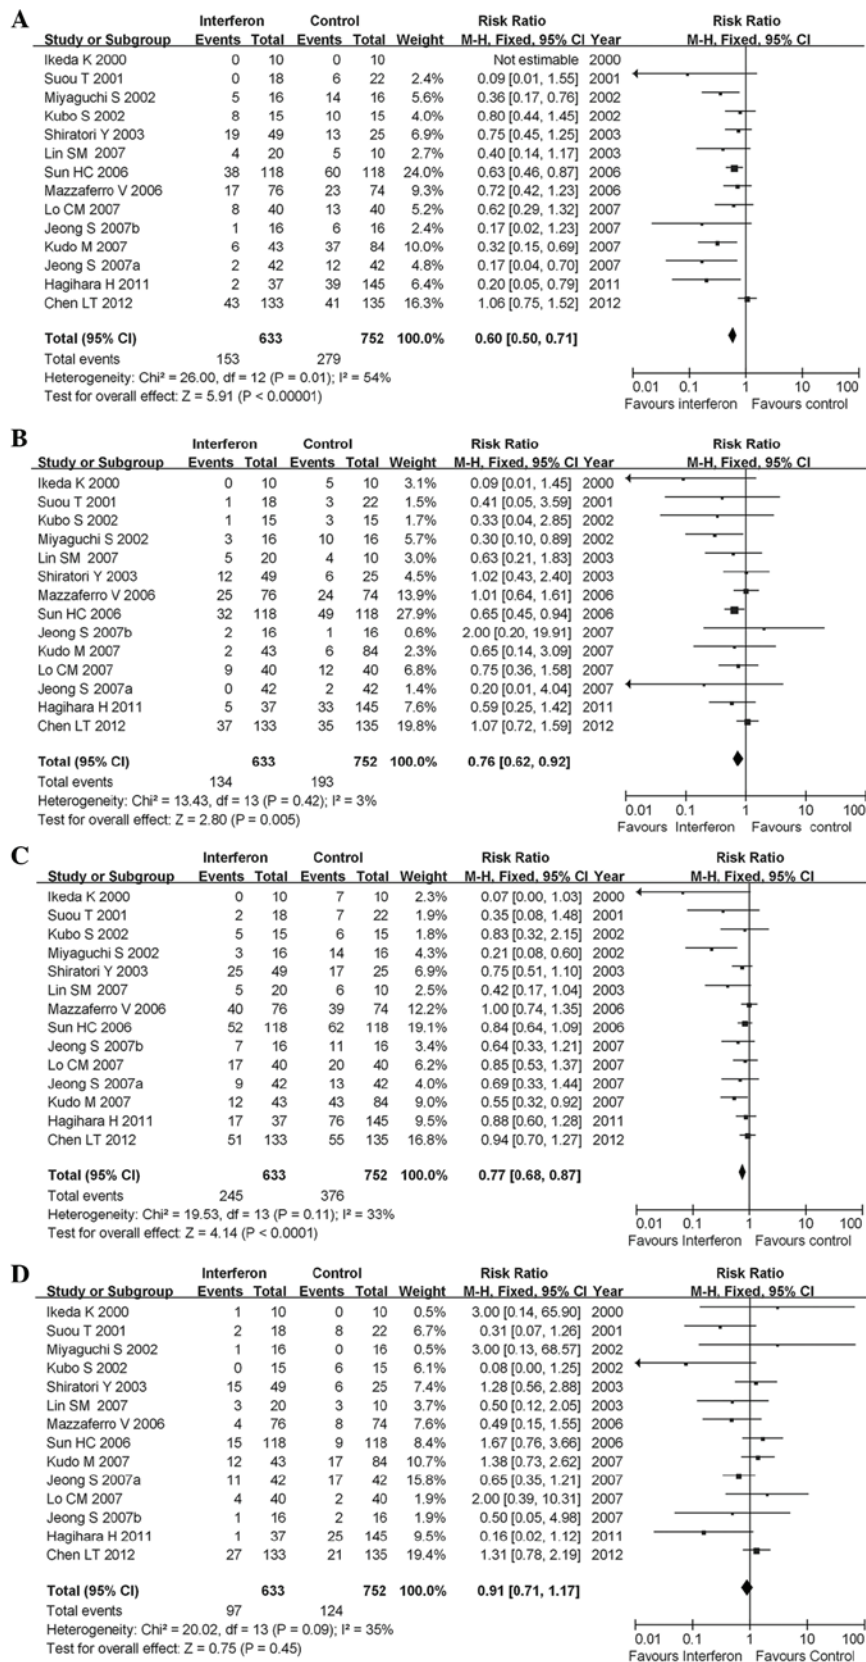 A
Interferon Control Risk Ratio Risk Ratio
Study or Subgroup Events Total Events Total Weight M-H, Fixed, 95% CI Year M-H, Fixed, 95% CI
Ikeda K 2000 0 10 0 10 Not estimable 2000
Suou T 2001 0 18 6 22 2.4% 0.09 [0.01, 1.55] 2001
Miyaguchi S 2002 5 16 14 16 5.6% 0.36 [0.17, 0.76] 2002
Kubo S 2002 8 15 10 15 4.0% 0.80 [0.44, 1.45] 2002
Shiratori Y 2003 19 49 13 25 6.9% 0.75 [0.45, 1.25] 2003
Lin SM 2007 4 20 5 10 2.7% 0.40 [0.14, 1.17] 2003
Sun HC 2006 38 118 60 118 24.0% 0.63 [0.46, 0.87] 2006
Mazzaferro V 2006 17 76 23 74 9.3% 0.72 [0.42, 1.23] 2006
Lo CM 2007 8 40 13 40 5.2% 0.62 [0.29, 1.32] 2007
Jeong S 2007b 1 16 6 16 2.4% 0.17 [0.02, 1.23] 2007
Kudo M 2007 6 43 37 84 10.0% 0.32 [0.15, 0.69] 2007
Jeong S 2007a 2 42 12 42 4.8% 0.17 [0.04, 0.70] 2007
Hagihara H 2011 2 37 39 145 6.4% 0.20 [0.05, 0.79] 2011
Chen LT 2012 43 133 41 135 16.3% 1.06 [0.75, 1.52] 2012
Total (95% CI) 633 752 100.0% 0.60 [0.50, 0.71]
Total events 153 279
Heterogeneity: Chi² = 26.00, df = 12 (P = 0.01); I² = 54%
Test for overall effect: Z = 5.91 (P < 0.00001)
0.01 0.1 1 10 100
Favours interferon Favours control
B
Interferon Control Risk Ratio Risk Ratio
Study or Subgroup Events Total Events Total Weight M-H, Fixed, 95% CI Year M-H, Fixed, 95% CI
Ikeda K 2000 0 10 5 10 3.1% 0.09 [0.01, 1.45] 2000
Suou T 2001 1 18 3 22 1.5% 0.41 [0.05, 3.59] 2001
Kubo S 2002 1 15 3 15 1.7% 0.33 [0.04, 2.85] 2002
Miyaguchi S 2002 3 16 10 16 5.7% 0.30 [0.10, 0.89] 2002
Lin SM 2007 5 20 4 10 3.0% 0.63 [0.21, 1.83] 2003
Shiratori Y 2003 12 49 6 25 4.5% 1.02 [0.43, 2.40] 2003
Mazzaferro V 2006 25 76 24 74 13.9% 1.01 [0.64, 1.61] 2006
Sun HC 2006 32 118 49 118 27.9% 0.65 [0.45, 0.94] 2006
Jeong S 2007b 2 16 1 16 0.6% 2.00 [0.20, 19.91] 2007
Kudo M 2007 2 43 6 84 2.3% 0.65 [0.14, 3.09] 2007
Lo CM 2007 9 40 12 40 6.8% 0.75 [0.36, 1.58] 2007
Jeong S 2007a 0 42 2 42 1.4% 0.20 [0.01, 4.04] 2007
Hagihara H 2011 5 37 33 145 7.6% 0.59 [0.25, 1.42] 2011
Chen LT 2012 37 133 35 135 19.8% 1.07 [0.72, 1.59] 2012
Total (95% CI) 633 752 100.0% 0.76 [0.62, 0.92]
Total events 134 193
Heterogeneity: Chi² = 13.43, df = 13 (P = 0.42); I² = 3%
Test for overall effect: Z = 2.80 (P = 0.005)
0.01 0.1 1 10 100
Favours Interferon Favours control
C
Interferon Control Risk Ratio Risk Ratio
Study or Subgroup Events Total Events Total Weight M-H, Fixed, 95% CI Year M-H, Fixed, 95% CI
Ikeda K 2000 0 10 7 10 2.3% 0.07 [0.00, 1.03] 2000
Suou T 2001 2 18 7 22 1.9% 0.35 [0.08, 1.48] 2001
Kubo S 2002 5 15 6 15 1.8% 0.83 [0.32, 2.15] 2002
Miyaguchi S 2002 3 16 14 16 4.3% 0.21 [0.08, 0.60] 2002
Shiratori Y 2003 25 49 17 25 6.9% 0.75 [0.51, 1.10] 2003
Lin SM 2007 5 20 6 10 2.5% 0.42 [0.17, 1.04] 2003
Mazzaferro V 2006 40 76 39 74 12.2% 1.00 [0.74, 1.35] 2006
Sun HC 2006 52 118 62 118 19.1% 0.84 [0.64, 1.09] 2006
Jeong S 2007b 7 16 11 16 3.4% 0.64 [0.33, 1.21] 2007
Lo CM 2007 17 40 20 40 6.2% 0.85 [0.53, 1.37] 2007
Jeong S 2007a 9 42 13 42 4.0% 0.69 [0.33, 1.44] 2007
Kudo M 2007 12 43 43 84 9.0% 0.55 [0.32, 0.92] 2007
Hagihara H 2011 17 37 76 145 9.5% 0.88 [0.60, 1.28] 2011
Chen LT 2012 51 133 55 135 16.8% 0.94 [0.70, 1.27] 2012
Total (95% CI) 633 752 100.0% 0.77 [0.68, 0.87]
Total events 245 376
Heterogeneity: Chi² = 19.53, df = 13 (P = 0.11); I² = 33%
Test for overall effect: Z = 4.14 (P < 0.0001)
0.01 0.1 1 10 100
Favours Interferon Favours control
D
Interferon Control Risk Ratio Risk Ratio
Study or Subgroup Events Total Events Total Weight M-H, Fixed, 95% CI Year M-H, Fixed, 95% CI
Ikeda K 2000 1 10 0 10 0.5% 3.00 [0.14, 65.90] 2000
Suou T 2001 2 18 8 22 6.7% 0.31 [0.07, 1.26] 2001
Miyaguchi S 2002 1 16 0 16 0.5% 3.00 [0.13, 68.57] 2002
Kubo S 2002 0 15 6 15 6.1% 0.08 [0.00, 1.25] 2002
Shiratori Y 2003 15 49 6 25 7.4% 1.28 [0.56, 2.88] 2003
Lin SM 2007 3 20 3 10 3.7% 0.50 [0.12, 2.05] 2003
Mazzaferro V 2006 4 76 8 74 7.6% 0.49 [0.15, 1.55] 2006
Sun HC 2006 15 118 9 118 8.4% 1.67 [0.76, 3.66] 2006
Kudo M 2007 12 43 17 84 10.7% 1.38 [0.73, 2.62] 2007
Jeong S 2007a 11 42 17 42 15.8% 0.65 [0.35, 1.21] 2007
Lo CM 2007 4 40 2 40 1.9% 2.00 [0.39, 10.31] 2007
Jeong S 2007b 1 16 2 16 1.9% 0.50 [0.05, 4.98] 2007
Hagihara H 2011 1 37 25 145 9.5% 0.16 [0.02, 1.12] 2011
Chen LT 2012 27 133 21 135 19.4% 1.31 [0.78, 2.19] 2012
Total (95% CI) 633 752 100.0% 0.91 [0.71, 1.17]
Total events 97 124
Heterogeneity: Chi² = 20.02, df = 13 (P = 0.09); I² = 35%
Test for overall effect: Z = 0.75 (P = 0.45)
0.01 0.1 1 10 100
Favours Interferon Favours Control